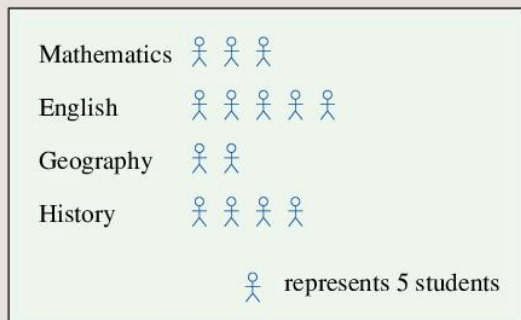 Mathematics
English
Geography
History
represents 5 students